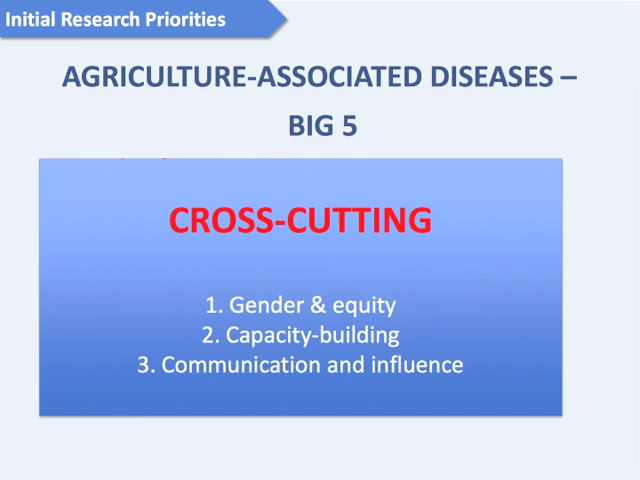 Initial Research Priorities
AGRICULTURE-ASSOCIATED DISEASES –
BIG 5
CROSS-CUTTING
1. Gender & equity
2. Capacity-building
3. Communication and influence